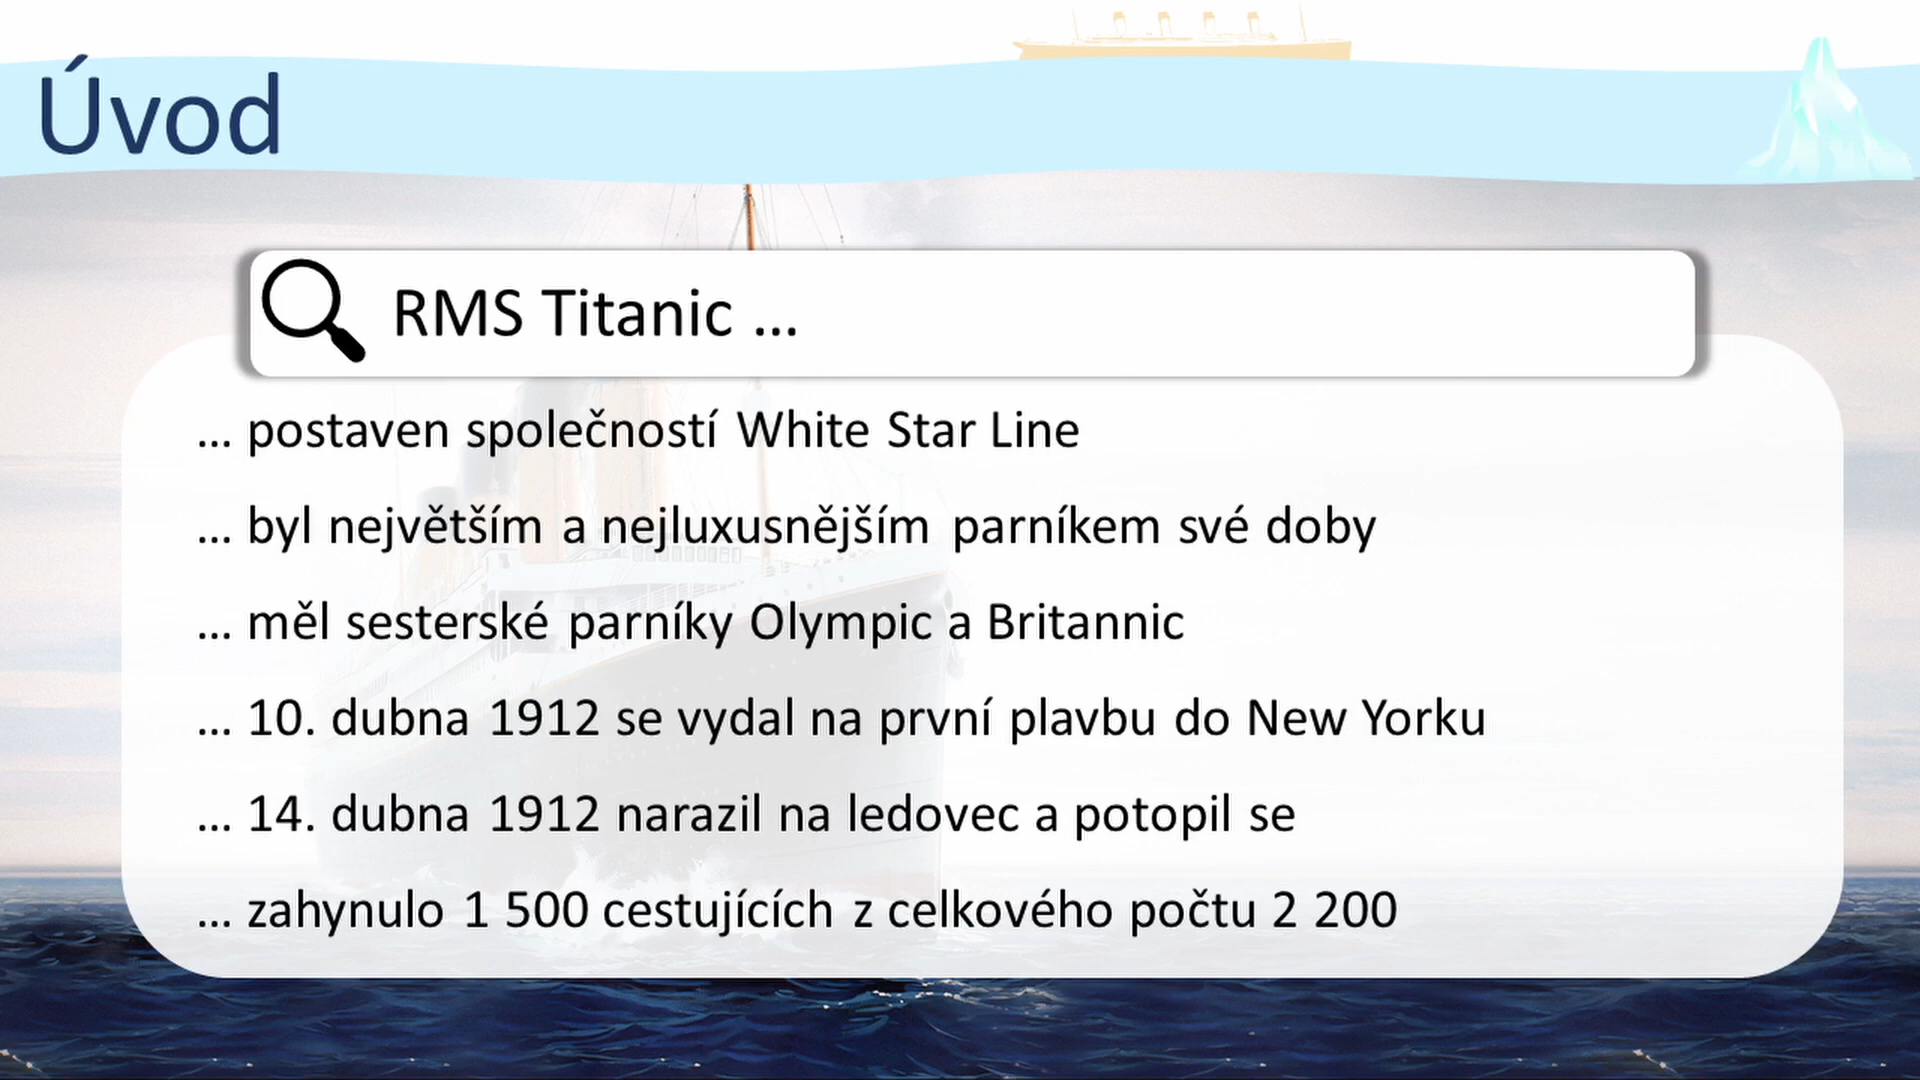 Úvod
RMS Titanic ...
... postaven společností White Star Line
... byl největším a nejluxusnějším parníkem své doby
... měl sesterské parníky Olympic a Britannic
... 10. dubna 1912 se vydal na první plavbu do New Yorku
... 14. dubna 1912 narazil na ledovec a potopil se
... zahynulo 1 500 cestujících z celkového počtu 2 200